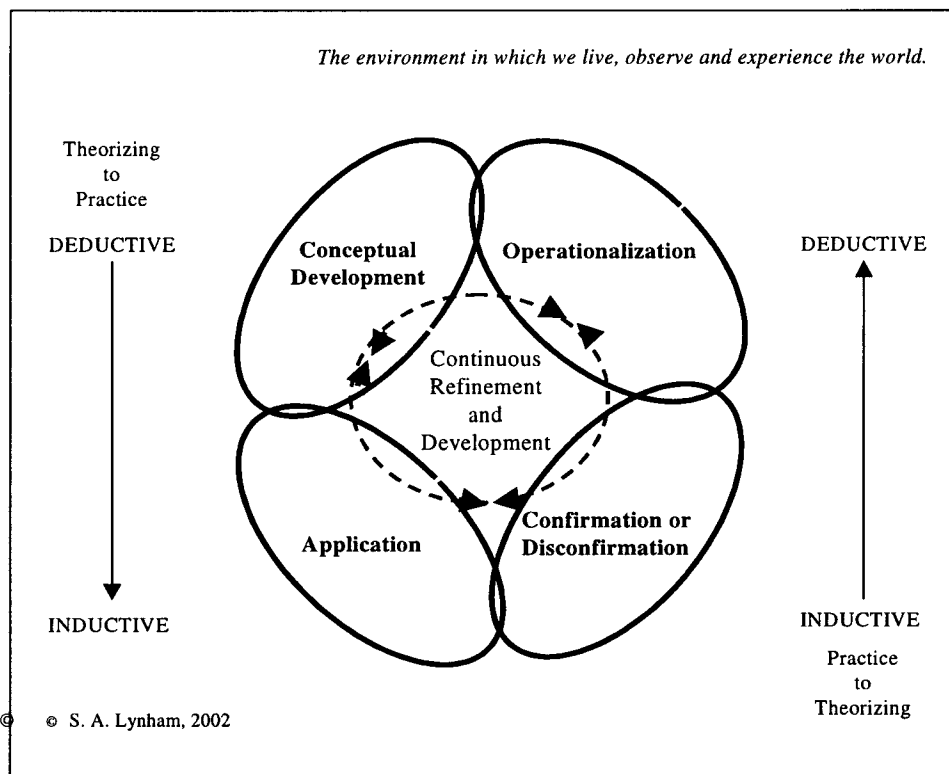 The environment in which we live, observe and experience the world.
Theorizing
to
Practice
DEDUCTIVE
INDUCTIVE
Conceptual
Development
Operationalization
Continuous
Refinement
and
Development
Application
Confirmation or
Disconfirmation
DEDUCTIVE
INDUCTIVE
Practice
to
Theorizing
© © S. A. Lynham, 2002